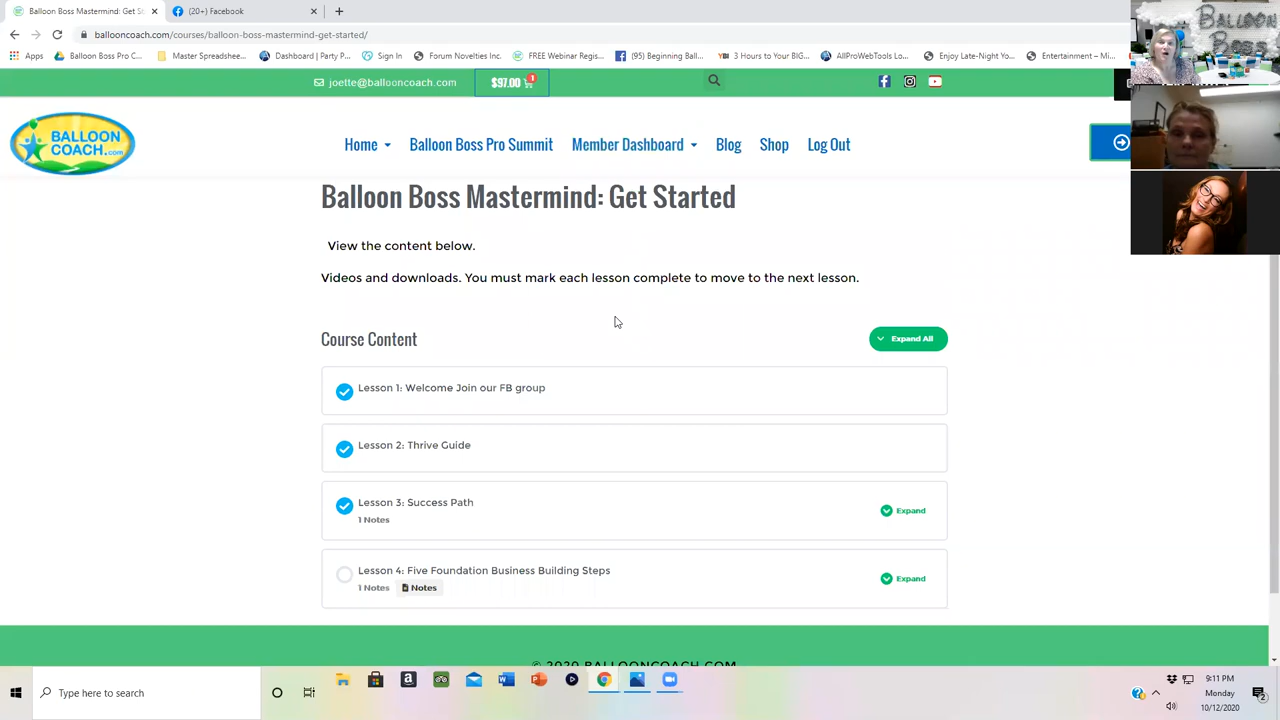 Balloon Boss Mastermind: Get St
(20+) Facebook
ballooncoach.com/courses/balloon-boss-mastermind-get-started/
Apps
Balloon Boss Pro C...
Master Spreadshee...
Dashboard | Party P...
Sign In
Forum Novelties Inc.
FREE Webinar Regis...
(95) Beginning Ball...
3 Hours to Your BIG...
AllProWebTools Lo...
Enjoy Late-Night Yo...
Entertainment – Mi...
BALLOON
BOSS
joette@ballooncoach.com
$97.00
1
BALLOON
COACH.com
Home
Balloon Boss Pro Summit
Member Dashboard
Blog
Shop
Log Out
Balloon Boss Mastermind: Get Started
View the content below.
Videos and downloads. You must mark each lesson complete to move to the next lesson.
Course Content
Expand All
Lesson 1: Welcome Join our FB group
Lesson 2: Thrive Guide
Lesson 3: Success Path
1 Notes
Expand
Lesson 4: Five Foundation Business Building Steps
1 Notes
Notes
Expand
© 2020 BALLOONCOACH.COM
Type here to search
9:11 PM
Monday
10/12/2020
2